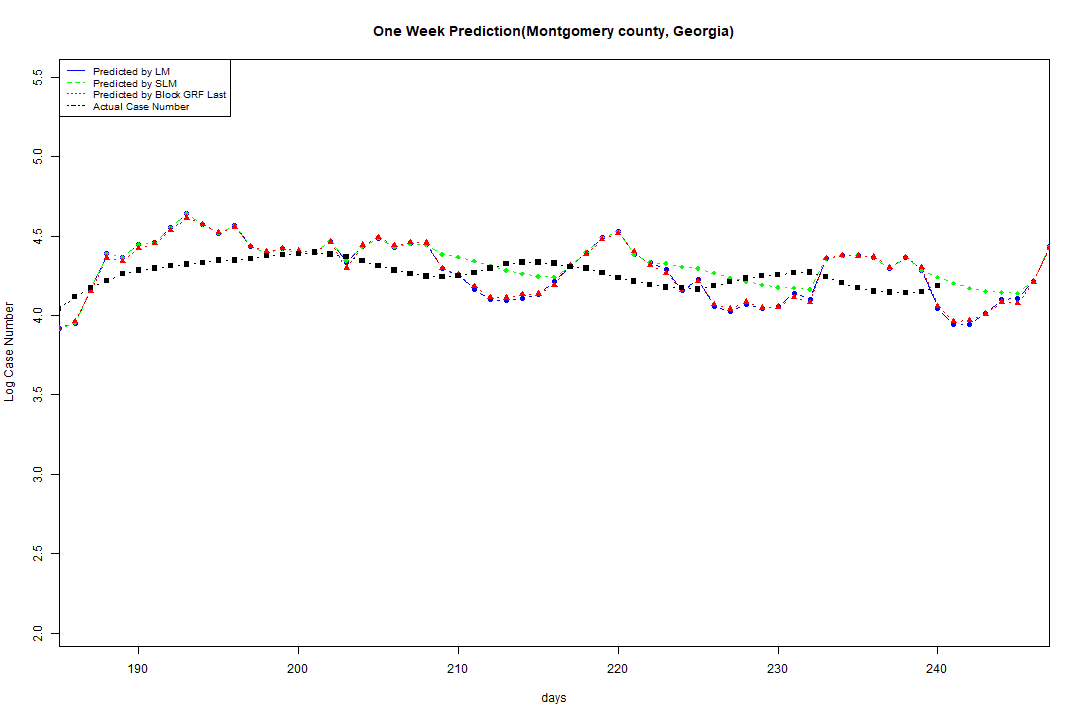 One Week Prediction(Montgomery county, Georgia)
Predicted by LM
Predicted by SLM
Predicted by Block GRF Last
Actual Case Number
5.5
5.0
4.5
4.0
3.5
3.0
2.5
2.0
Log Case Number
190 200 210 220 230 240
days